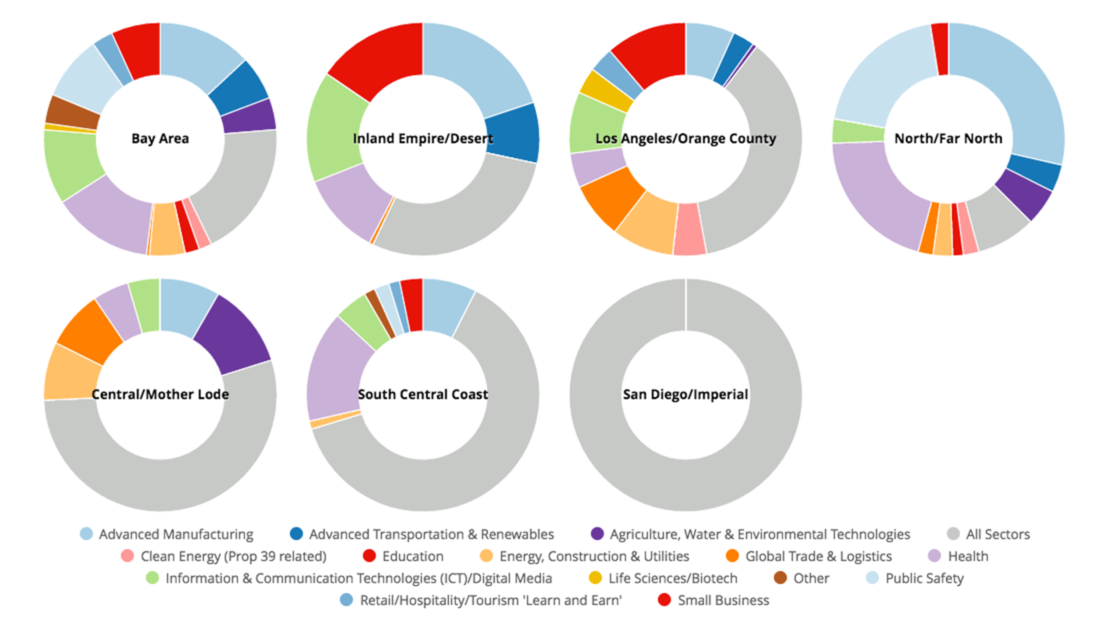 Bay Area
Inland Empire/Desert
Los Angeles/Orange County
North/Far North
Central/Mother Lode
South Central Coast
San Diego/Imperial
Advanced Manufacturing
Advanced Transportation & Renewables
Agriculture, Water & Environmental Technologies
All Sectors
Clean Energy (Prop 39 related)
Education
Energy, Construction & Utilities
Global Trade & Logistics
Health
Information & Communication Technologies (ICT)/Digital Media
Life Sciences/Biotech
Other
Public Safety
Retail/Hospitality/Tourism 'Learn and Earn'
Small Business